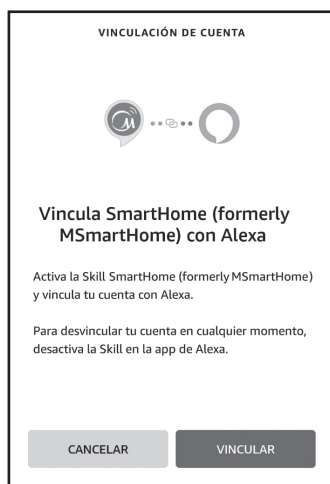 VINCULACIÓN DE CUENTA
Vincula SmartHome (formerly
MSmartHome) con Alexa
Activa la Skill SmartHome (formerly MSmartHome)
y vincula tu cuenta con Alexa.
Para desvincular tu cuenta en cualquier momento,
desactiva la Skill en la app de Alexa.
CANCELAR
VINCULAR